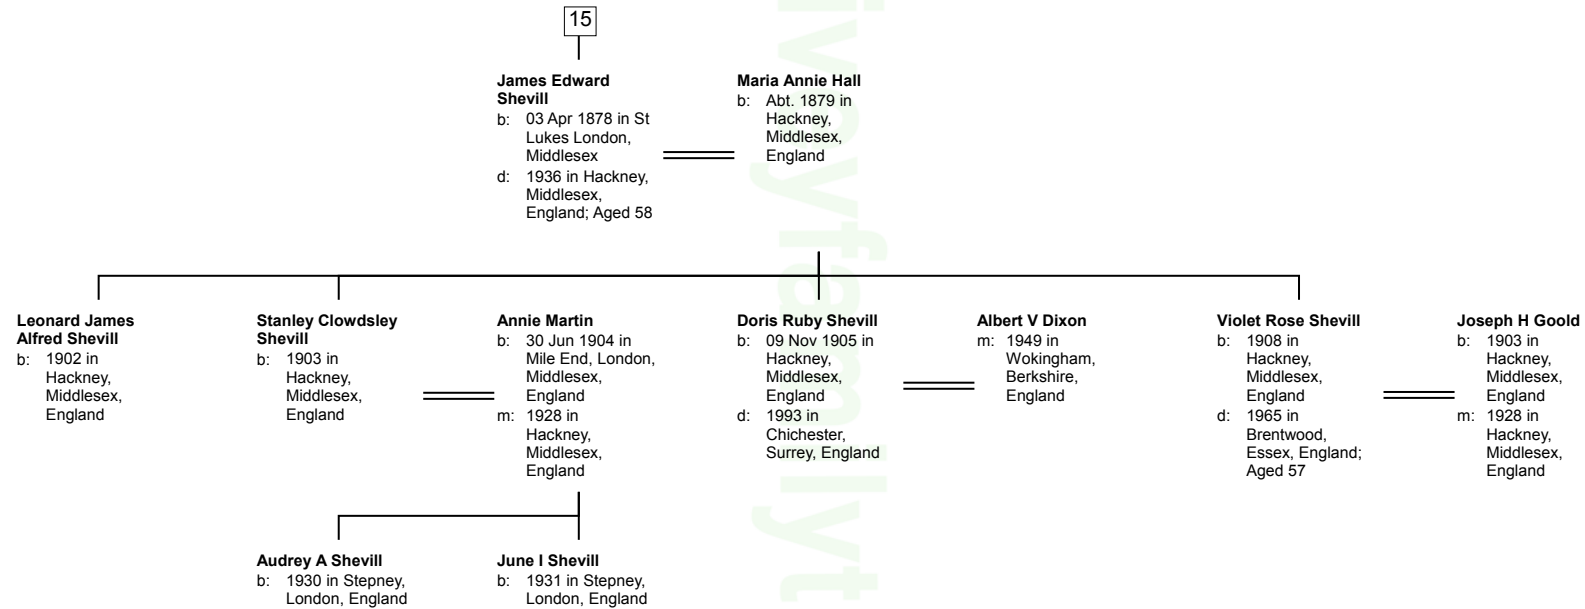 15
James Edward
Shevill
b: 03 Apr 1878 in St
Lukes London,
Middlesex
d: 1936 in Hackney,
Middlesex,
England; Aged 58
Maria Annie Hall
b: Abt. 1879 in
Hackney,
Middlesex,
England
Leonard James
Alfred Shevill
b: 1902 in
Hackney,
Middlesex,
England
Stanley Clowdsley
Shevill
b: 1903 in
Hackney,
Middlesex,
England
Annie Martin
b: 30 Jun 1904 in
Mile End, London,
Middlesex,
England
m: 1928 in
Hackney,
Middlesex,
England
Doris Ruby Shevill
b: 09 Nov 1905 in
Hackney,
Middlesex,
England
d: 1993 in
Chichester,
Surrey, England
Albert V Dixon
m: 1949 in
Wokingham,
Berkshire,
England
Violet Rose Shevill
b: 1908 in
Hackney,
Middlesex,
England
d: 1965 in
Brentwood,
Essex, England;
Aged 57
Joseph H Goold
b: 1903 in
Hackney,
Middlesex,
England
m: 1928 in
Hackney,
Middlesex,
England
Audrey A Shevill
b: 1930 in Stepney,
London, England
June I Shevill
b: 1931 in Stepney,
London, England